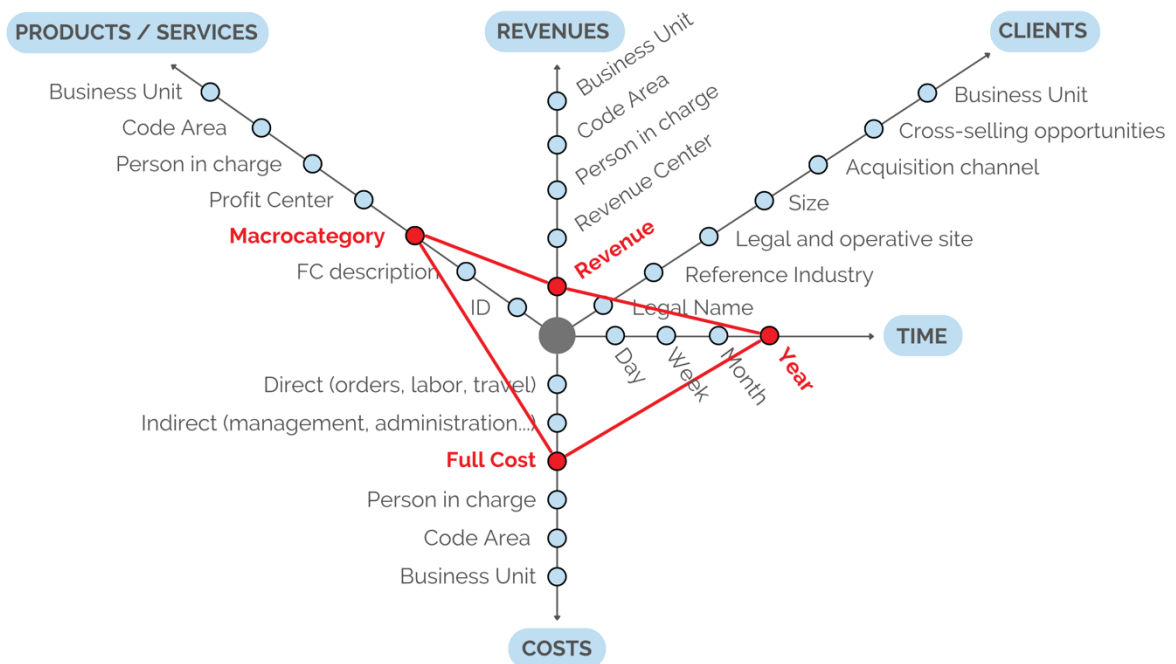 PRODUCTS / SERVICES
REVENUES
CLIENTS
Business Unit
Code Area
Person in charge
Profit Center
Macrocategory
FC description
ID
Business Unit
Code Area
Person in charge
Revenue Center
Revenue
Business Unit
Cross-selling opportunities
Acquisition channel
Size
Legal and operative site
Reference Industry
Legal Name
TIME
Day
Week
Month
Year
Direct (orders, labor, travel)
Indirect (management, administration...)
Full Cost
Person in charge
Code Area
Business Unit
COSTS